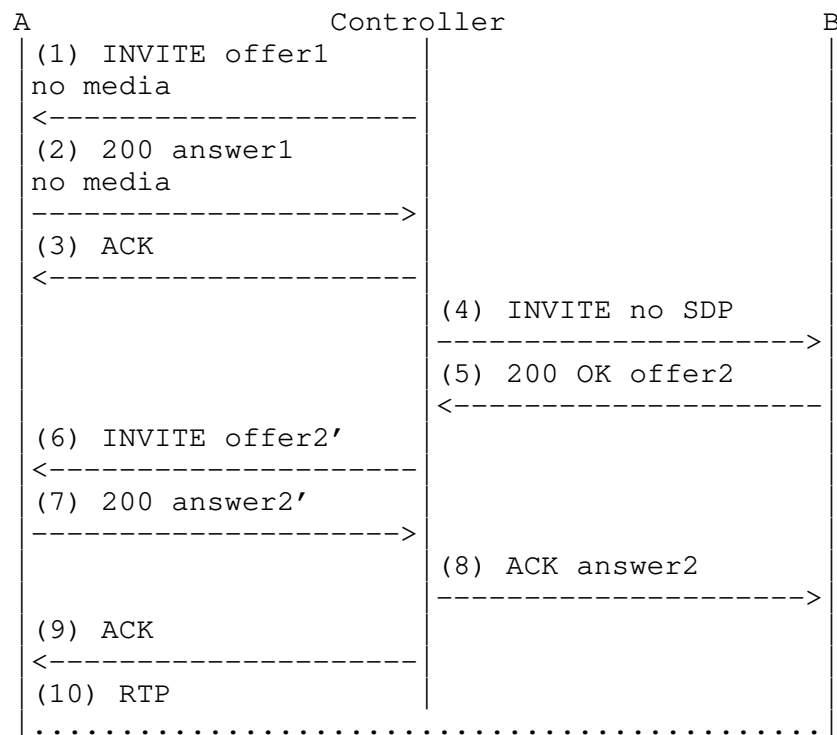 A Controller B
(1) INVITE offer1
no media
(2) 200 answer1
no media
(3) ACK
(4) INVITE no SDP
(5) 200 OK offer2
(6) INVITE offer2'
(7) 200 answer2'
(8) ACK answer2
(9) ACK
(10) RTP